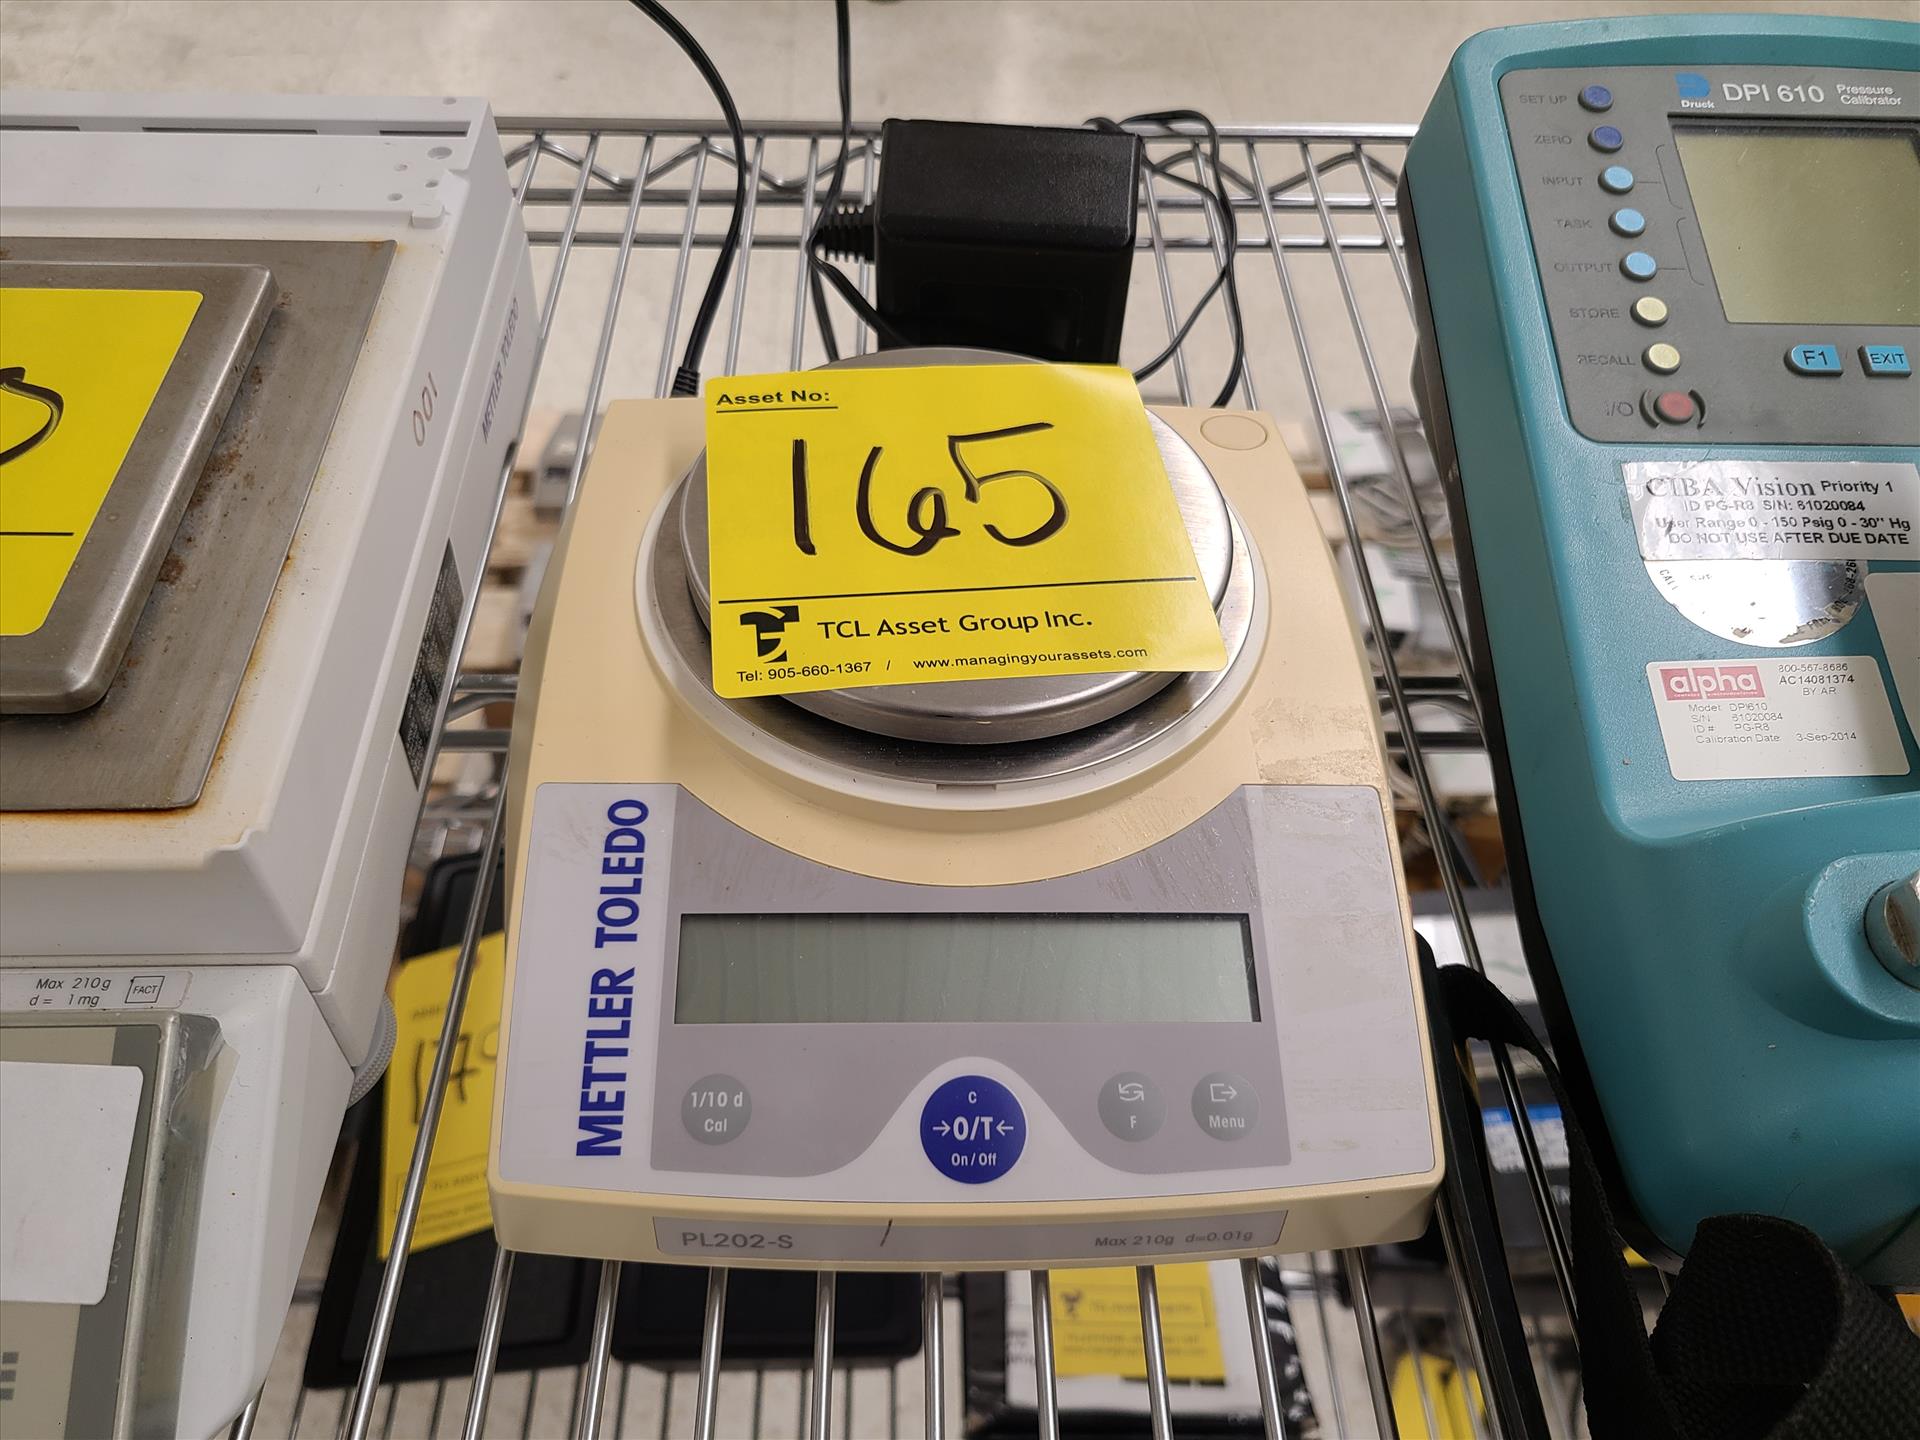 Asset No:
165
TCL Asset Group Inc.
Tel: 905-660-1367 / www.managingyourassets.com
METTLER TOLEDO
1/10 d
Cal
C
→0/T←
On / Off
F
Menu
PL202-S
Max 210g d=0.01g
001
METTLER TOLEDO
Max 210g
d= 1mg
FACT
Druck
DPI 610 Pressure
Calibrator
SET UP
ZERO
INPUT
TASK
OUTPUT
STORE
RECALL
I/O
F1
EXIT
CIBA Vision Priority 1
ID PG-R8 S/N: 61020084
User Range 0 - 150 Psig 0 - 30" Hg
DO NOT USE AFTER DUE DATE
alpha
800-567-8686
AC14081374
BY AR
Model: DPI610
S/N 61020084
ID # PG-R8
Calibration Date: 3-Sep-2014